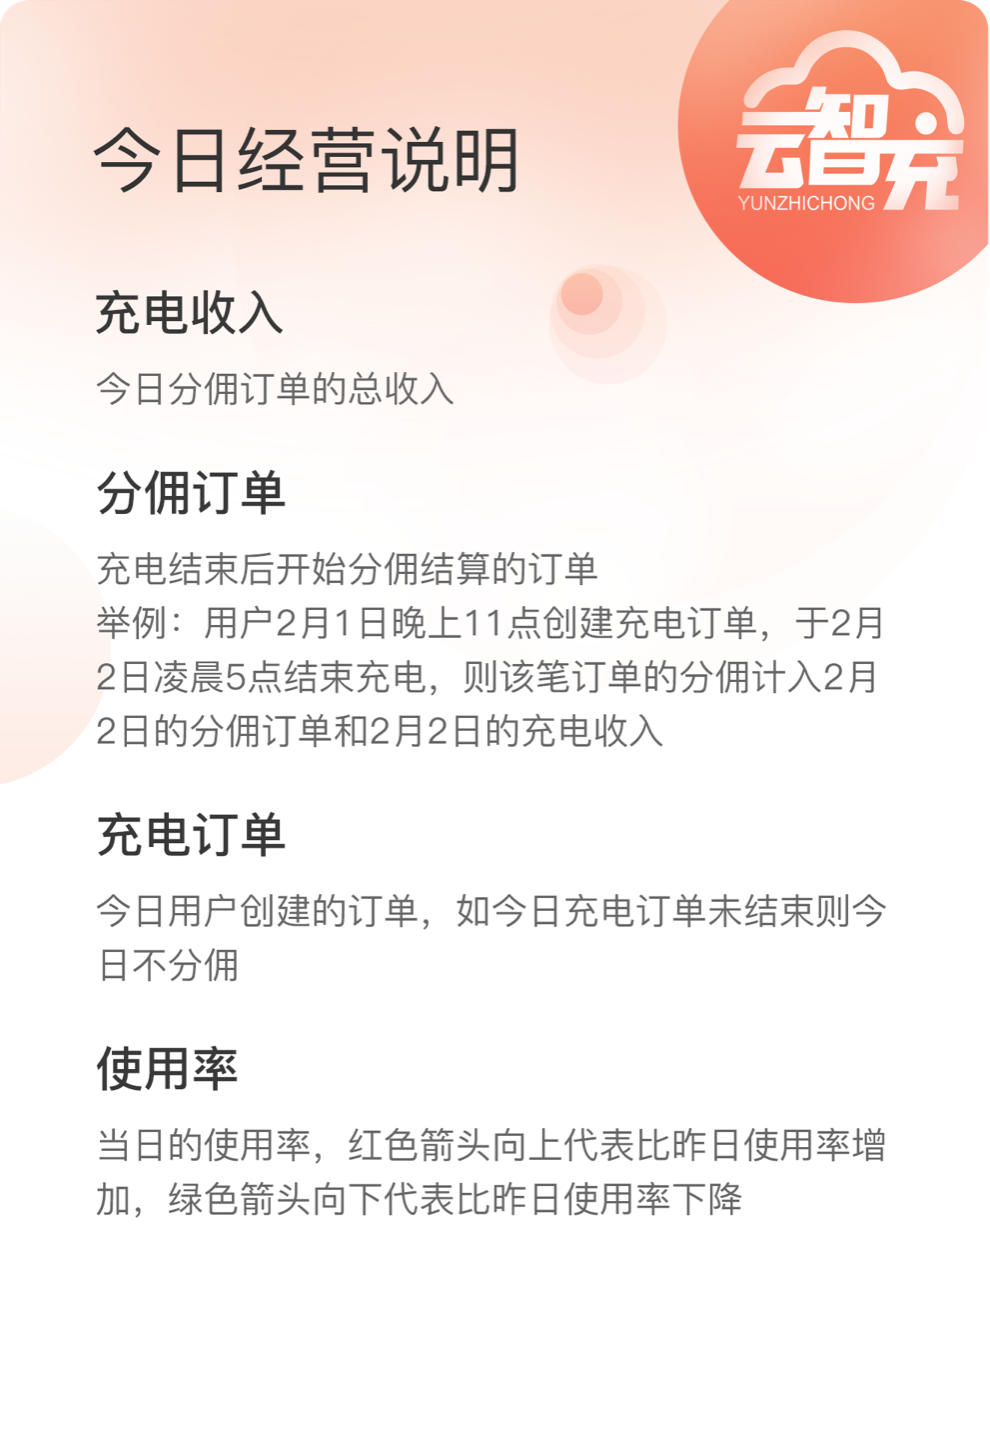 云智充
YUNZHICHONG
今日经营说明
充电收入
今日分佣订单的总收入
分佣订单
充电结束后开始分佣结算的订单
举例：用户2月1日晚上11点创建充电订单，于2月
2日凌晨5点结束充电，则该笔订单的分佣计入2月
2日的分佣订单和2月2日的充电收入
充电订单
今日用户创建的订单，如今日充电订单未结束则今
日不分佣
使用率
当日的使用率，红色箭头向上代表比昨日使用率增
加，绿色箭头向下代表比昨日使用率下降